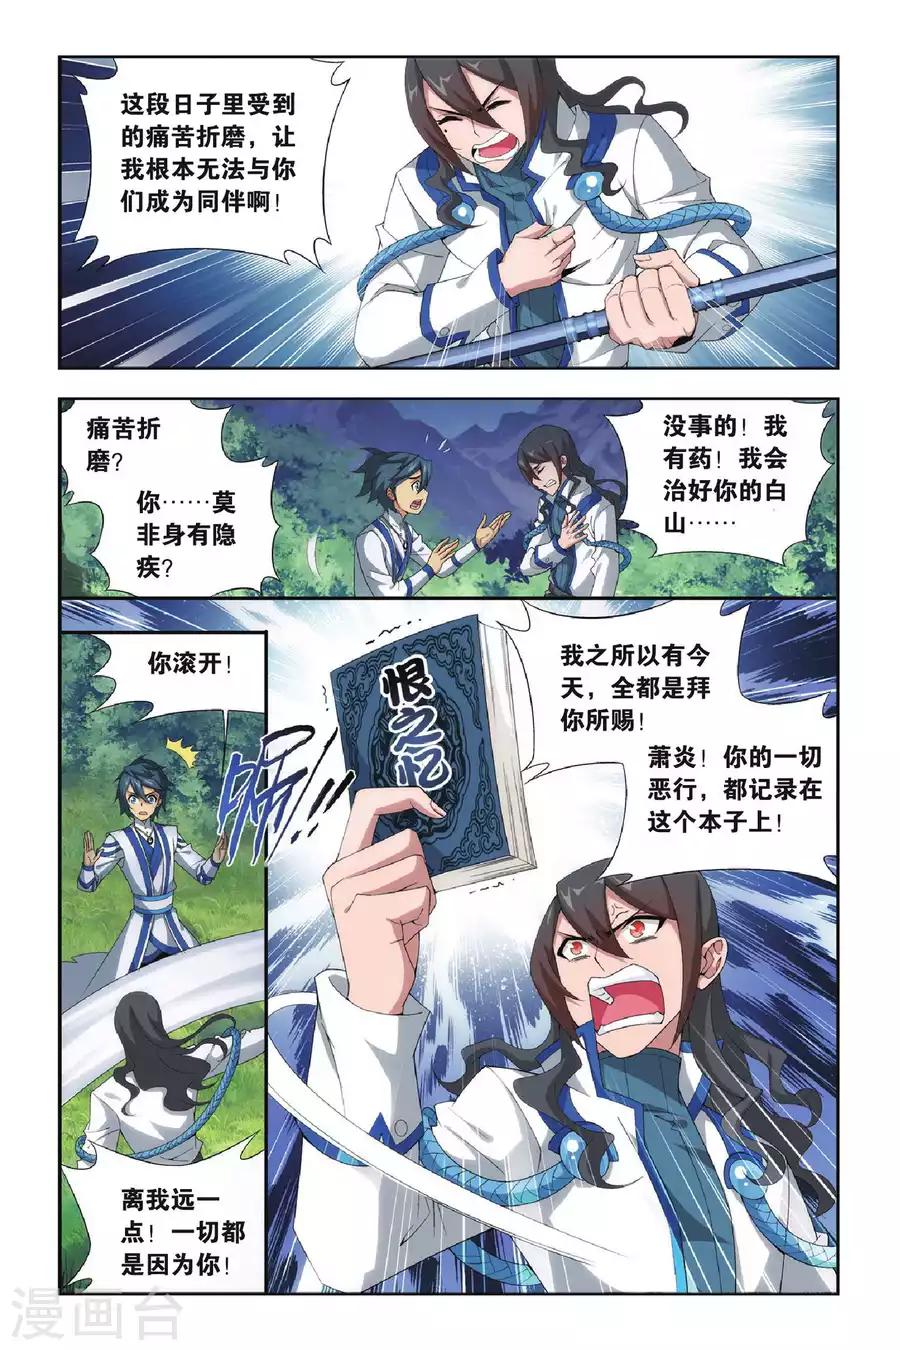 这段日子里受到
的痛苦折磨，让
我根本无法与你
们成为同伴啊！
痛苦折
磨？
你……莫
非身有隐
疾？
没事的！我
有药！我会
治好你的白
山……
你滚开！
啊!!
恨之忆
我之所以有今
天，全都是拜
你所赐！
萧炎！你的一切
恶行，都记录在
这个本子上！
离我远一
点！一切都
是因为你！
漫画台